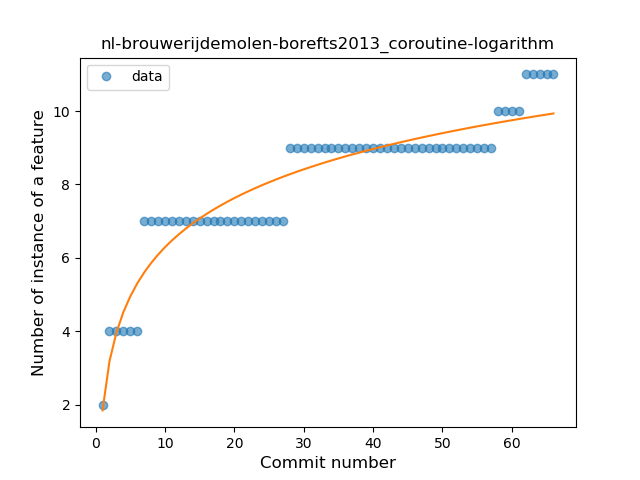 nl-brouwerijdemolen-borefts2013_coroutine-logarithm
data
Number of instance of a feature
10
8
6
4
2
0 10 20 30 40 50 60
Commit number